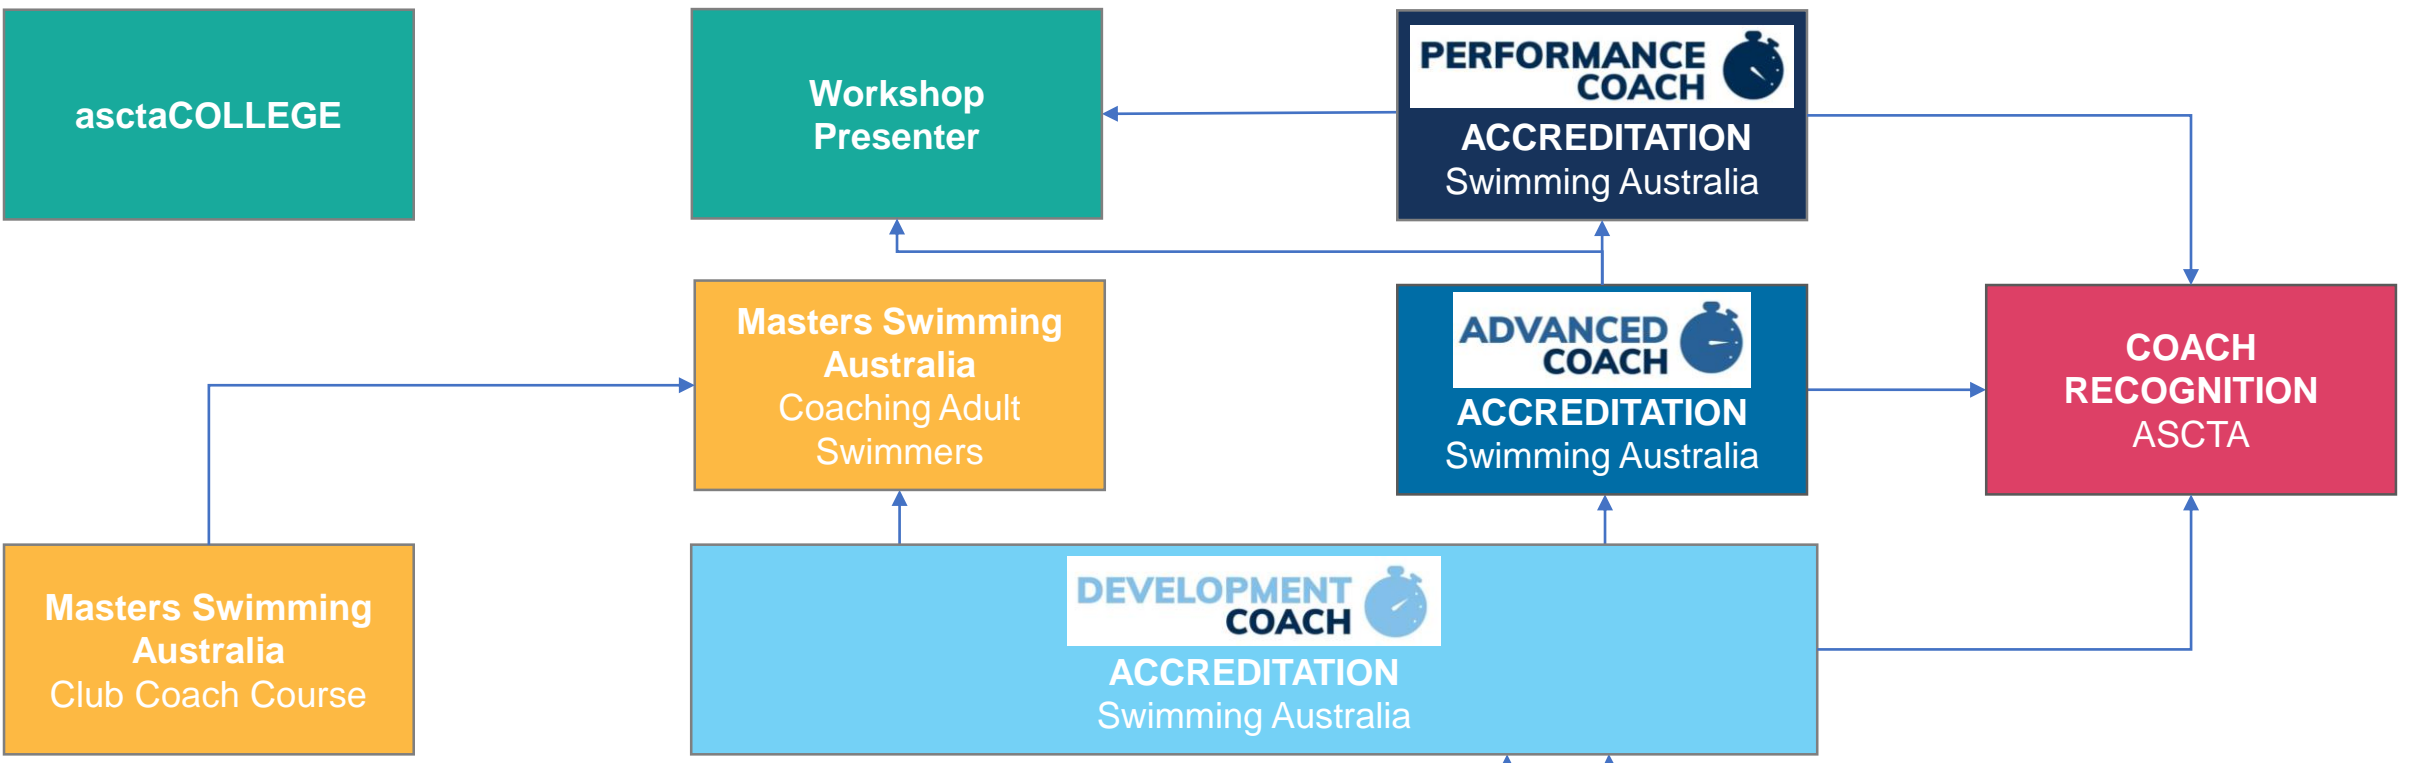 asctaCOLLEGE
Workshop
Presenter
PERFORMANCE
COACH
ACCREDITATION
Swimming Australia
Masters Swimming
Australia
Coaching Adult
Swimmers
ADVANCED
COACH
ACCREDITATION
Swimming Australia
COACH
RECOGNITION
ASCTA
Masters Swimming
Australia
Club Coach Course
DEVELOPMENT
COACH
ACCREDITATION
Swimming Australia